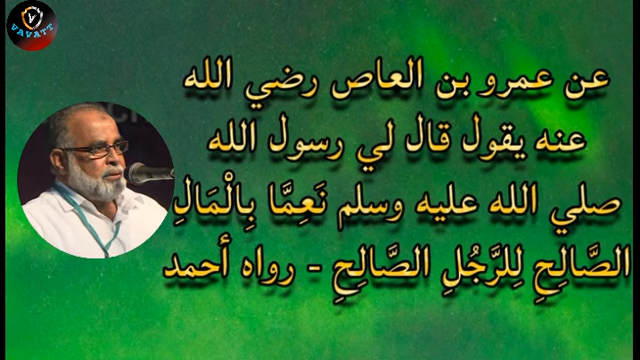 VAVATT
عن عمرو بن العاص رضي الله
عنه يقول قال لي رسول الله
صلي الله عليه وسلم نَعِمَّا بِالْمَالِ
الصَّالِحِ لِلرَّجُلِ الصَّالِحِ - رواه أحمد